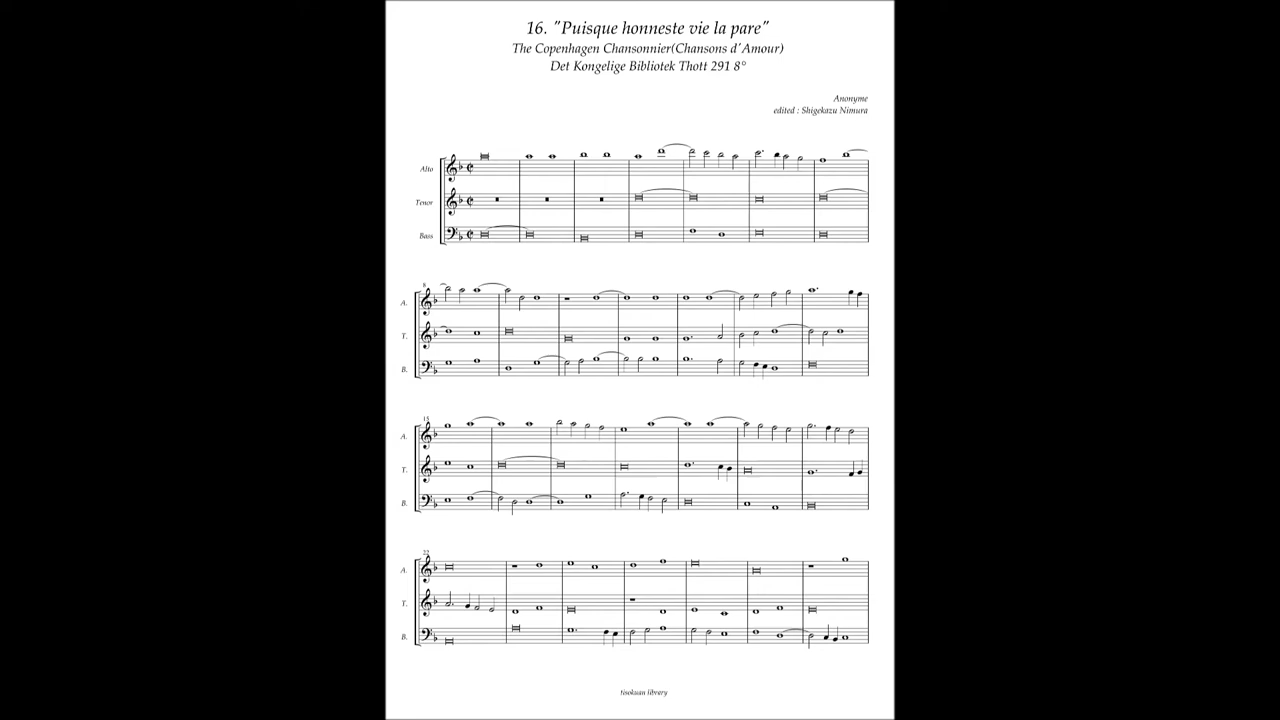 16. "Puisque honneste vie la pare"
The Copenhagen Chansonnier(Chansons d'Amour)
Det Kongelige Bibliotek Thott 291 8°
Anonyme
edited : Shigekazu Nimura
Alto
Tenor
Bass
8
A.
T.
B.
15
A.
T.
B.
22
A.
T.
B.
tisokuan library